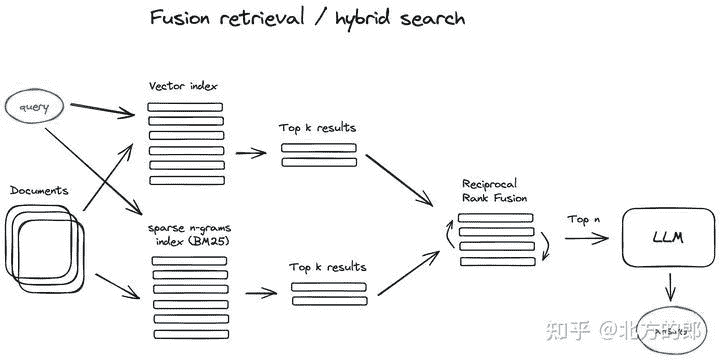 Fusion retrieval / hybrid search
Vector index
query
Top k results
Documents
Reciprocal
Rank Fusion
sparse n-grams
index (BM25)
Top n
LLM
Top k results
answer
知乎 @北方的郎